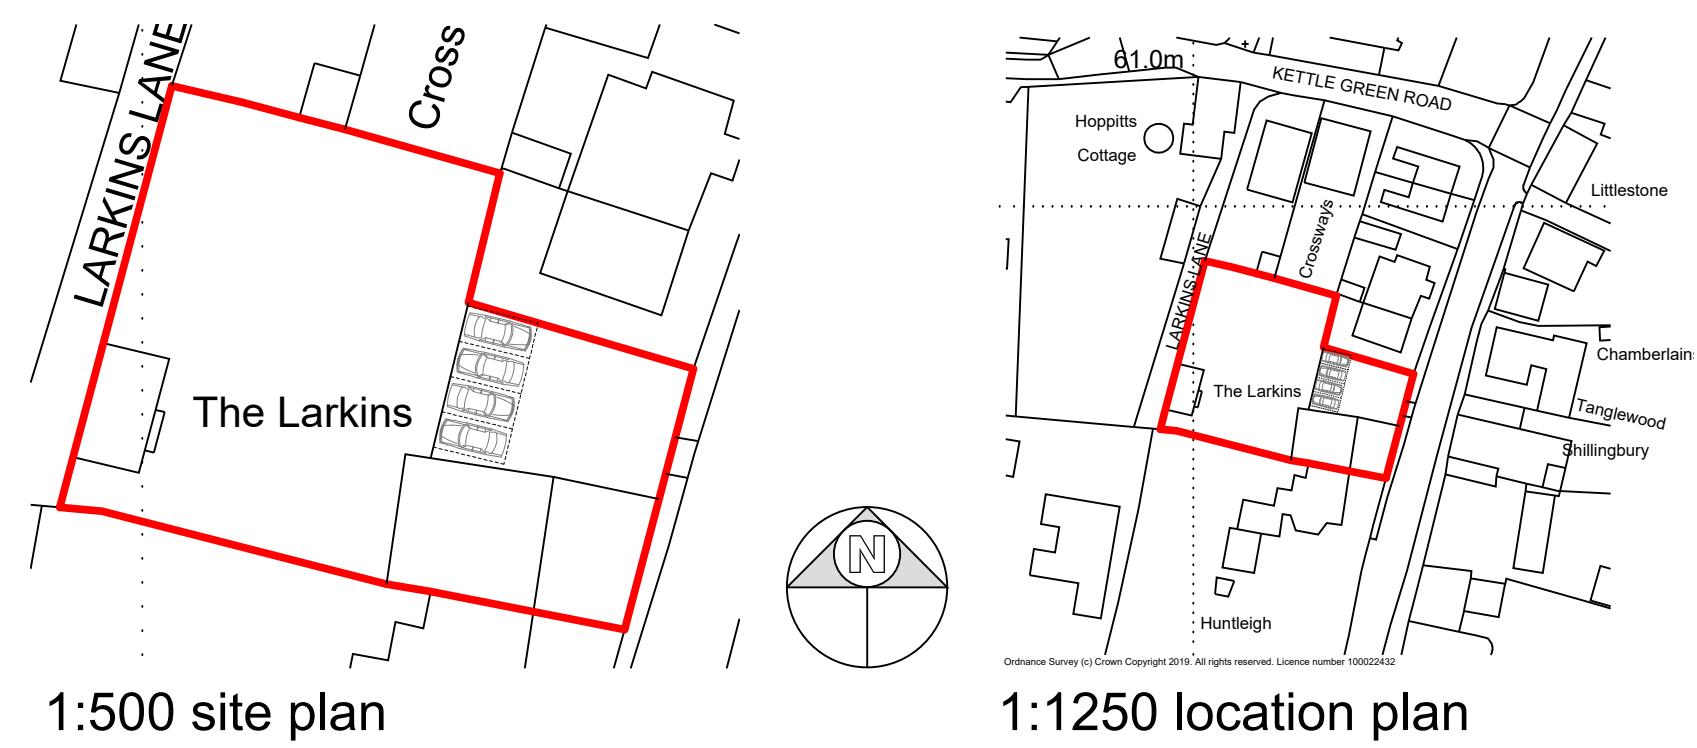 LARKINS LANE
Cross
The Larkins
1:500 site plan
N
61.0m
KETTLE GREEN ROAD
Hoppitts
Cottage
Littlestone
Crossways
LARKINS LANE
Chamberlains
The Larkins
Tanglewood
Shillingbury
Huntleigh
Ordnance Survey (c) Crown Copyright 2019. All rights reserved. Licence number 100022432
1:1250 location plan